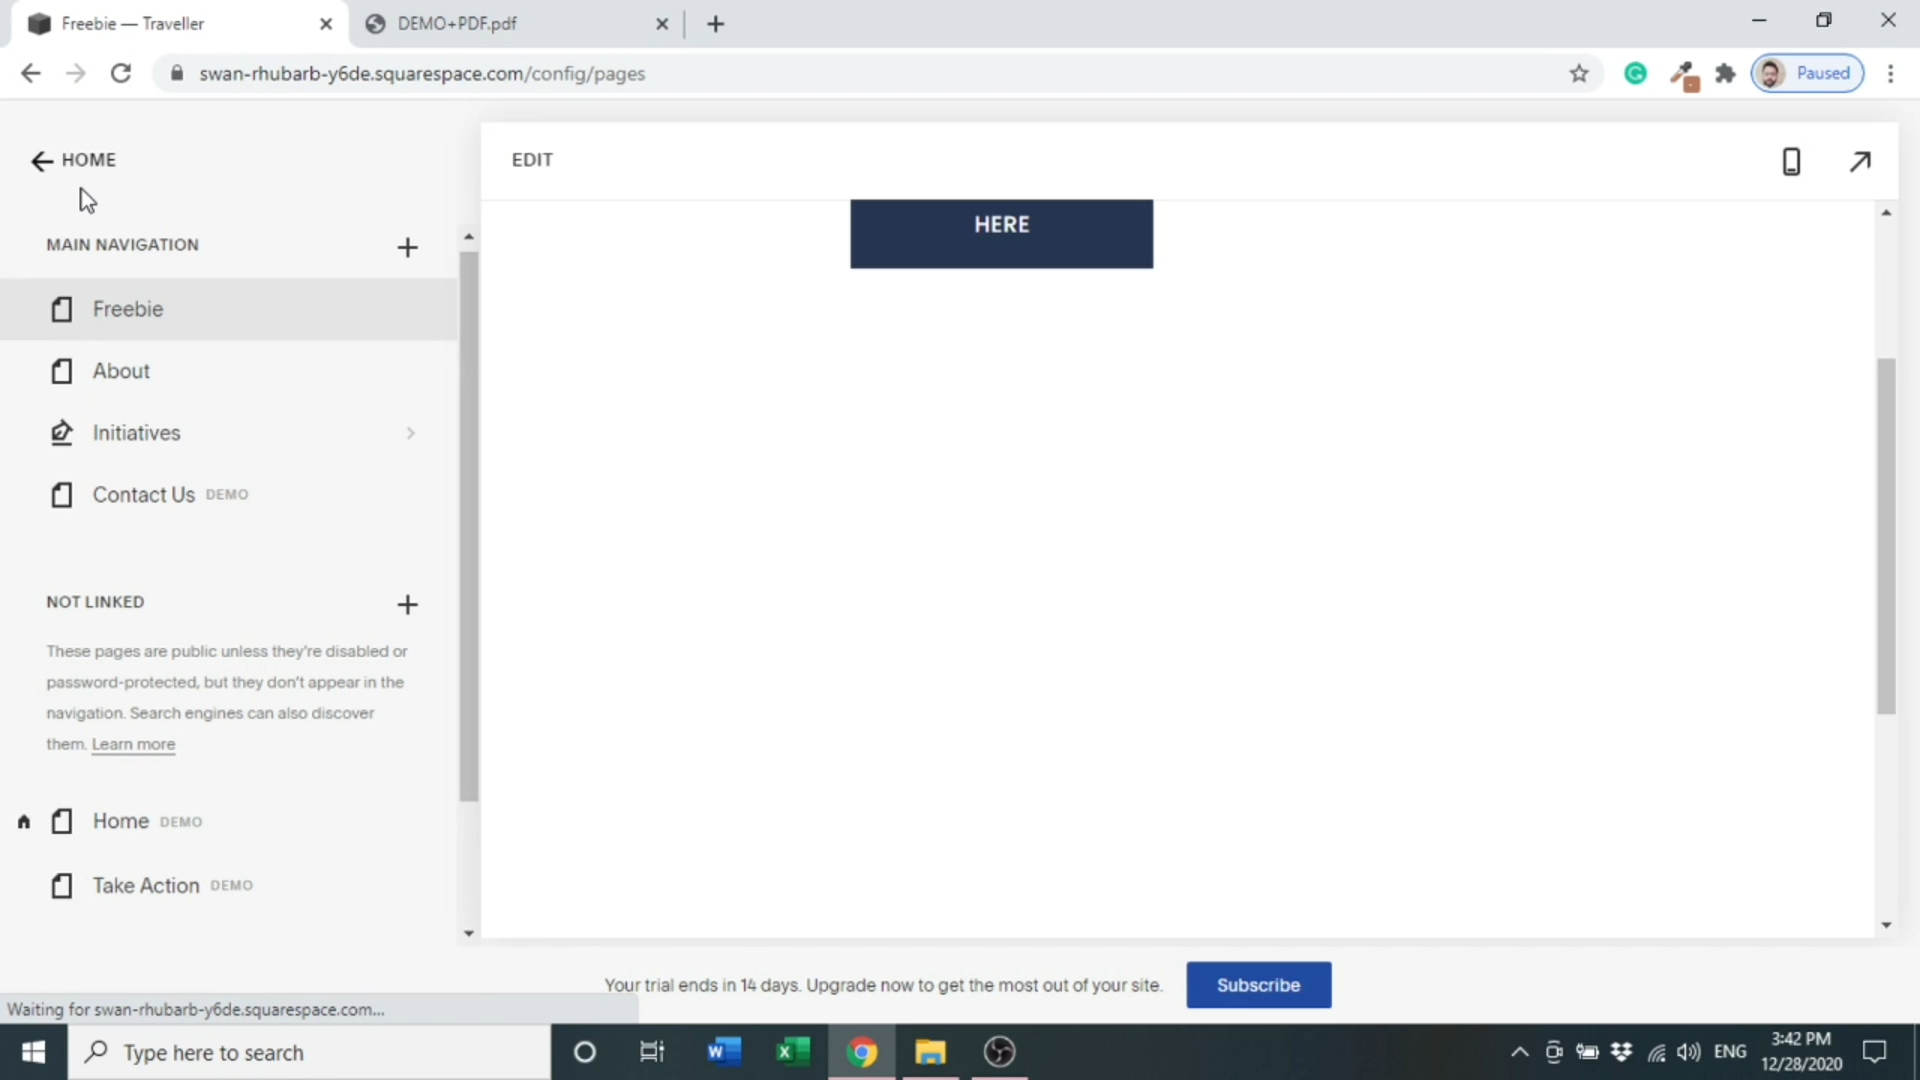 Freebie — Traveller
DEMO+PDF.pdf
swan-rhubarb-y6de.squarespace.com/config/pages
Paused
HOME
EDIT
HERE
MAIN NAVIGATION
Freebie
About
Initiatives
Contact Us DEMO
NOT LINKED
These pages are public unless they're disabled or
password-protected, but they don't appear in the
navigation. Search engines can also discover
them. Learn more
Home DEMO
Take Action DEMO
Your trial ends in 14 days. Upgrade now to get the most out of your site.
Subscribe
Waiting for swan-rhubarb-y6de.squarespace.com...
Type here to search
ENG
3:42 PM
12/28/2020